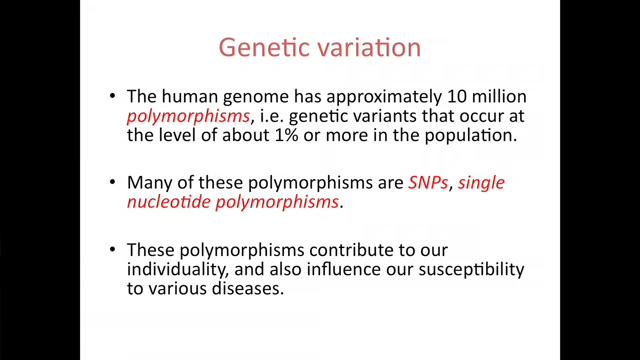 Genetic variation
• The human genome has approximately 10 million
polymorphisms, i.e. genetic variants that occur at
the level of about 1% or more in the population.
• Many of these polymorphisms are SNPs, single
nucleotide polymorphisms.
• These polymorphisms contribute to our
individuality, and also influence our susceptibility
to various diseases.